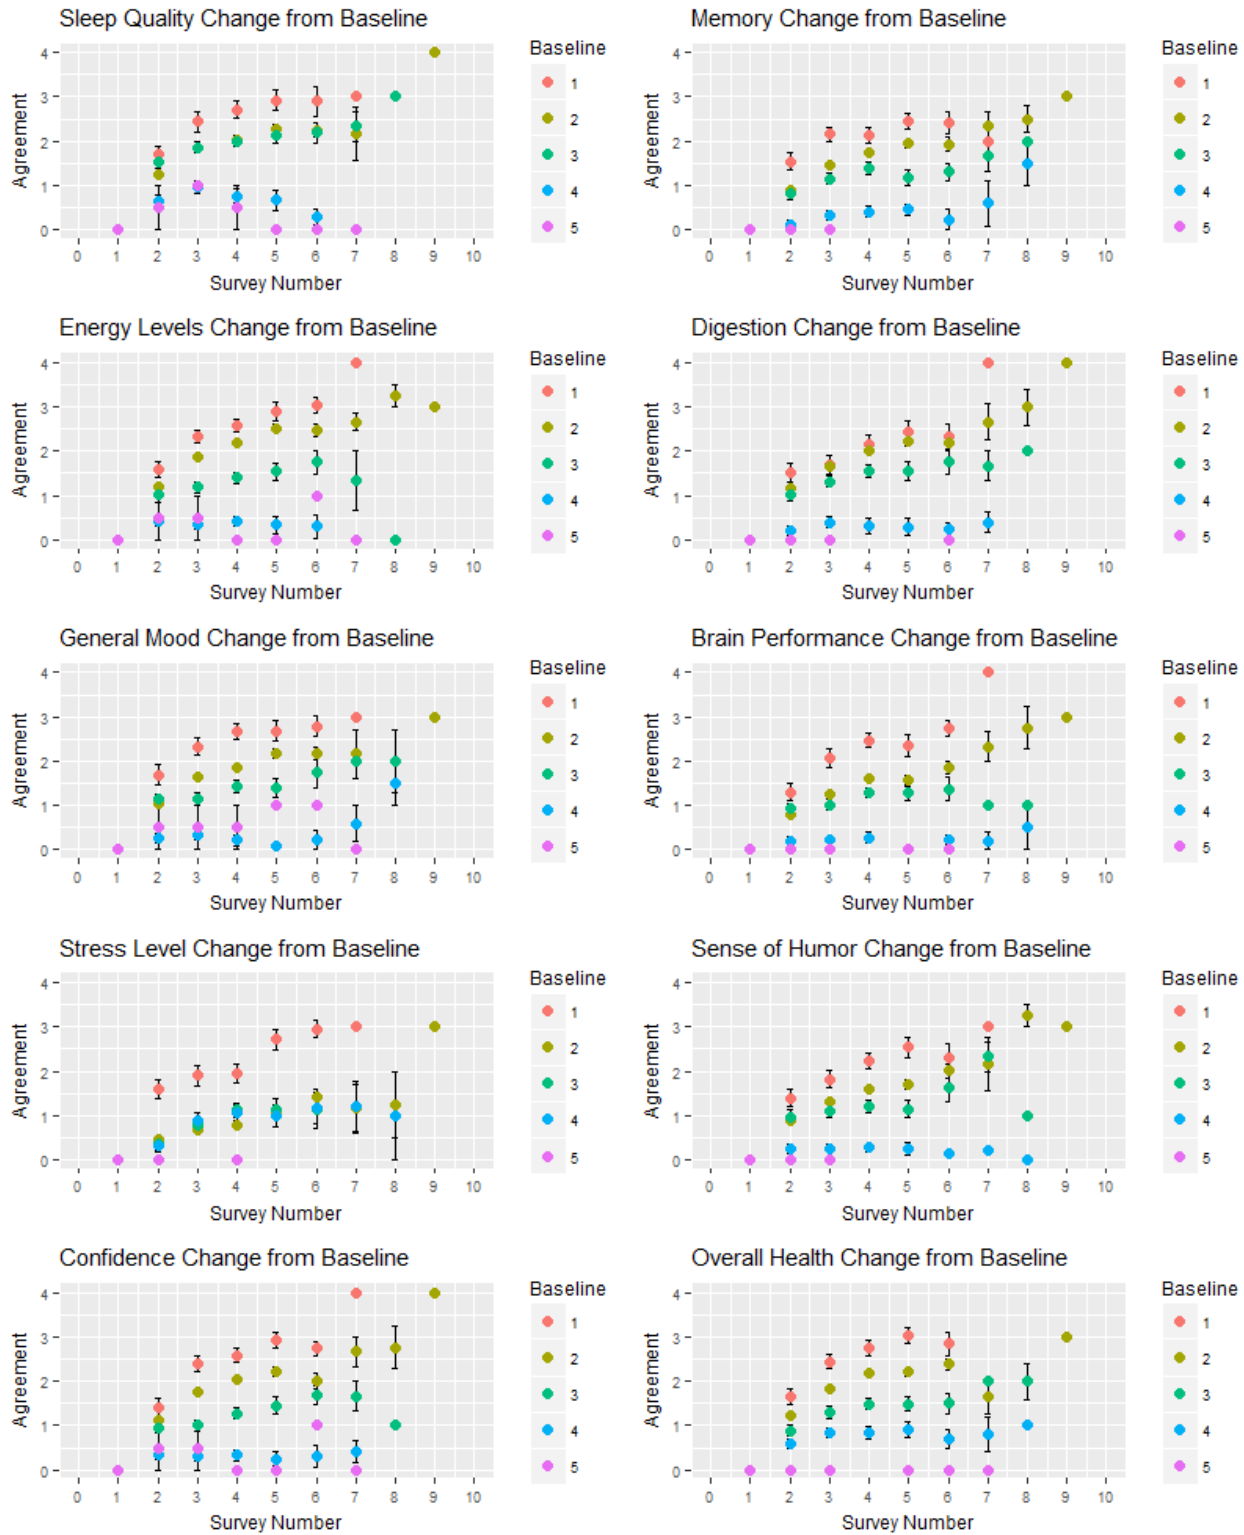 Sleep Quality Change from Baseline
Agreement
4
3
2
1
0
0 1 2 3 4 5 6 7 8 9 10
Survey Number
Baseline
1
2
3
4
5
Memory Change from Baseline
Agreement
4
3
2
1
0
0 1 2 3 4 5 6 7 8 9 10
Survey Number
Baseline
1
2
3
4
5
Energy Levels Change from Baseline
Agreement
4
3
2
1
0
0 1 2 3 4 5 6 7 8 9 10
Survey Number
Baseline
1
2
3
4
5
Digestion Change from Baseline
Agreement
4
3
2
1
0
0 1 2 3 4 5 6 7 8 9 10
Survey Number
Baseline
1
2
3
4
5
General Mood Change from Baseline
Agreement
4
3
2
1
0
0 1 2 3 4 5 6 7 8 9 10
Survey Number
Baseline
1
2
3
4
5
Brain Performance Change from Baseline
Agreement
4
3
2
1
0
0 1 2 3 4 5 6 7 8 9 10
Survey Number
Baseline
1
2
3
4
5
Stress Level Change from Baseline
Agreement
4
3
2
1
0
0 1 2 3 4 5 6 7 8 9 10
Survey Number
Baseline
1
2
3
4
5
Sense of Humor Change from Baseline
Agreement
4
3
2
1
0
0 1 2 3 4 5 6 7 8 9 10
Survey Number
Baseline
1
2
3
4
5
Confidence Change from Baseline
Agreement
4
3
2
1
0
0 1 2 3 4 5 6 7 8 9 10
Survey Number
Baseline
1
2
3
4
5
Overall Health Change from Baseline
Agreement
4
3
2
1
0
0 1 2 3 4 5 6 7 8 9 10
Survey Number
Baseline
1
2
3
4
5